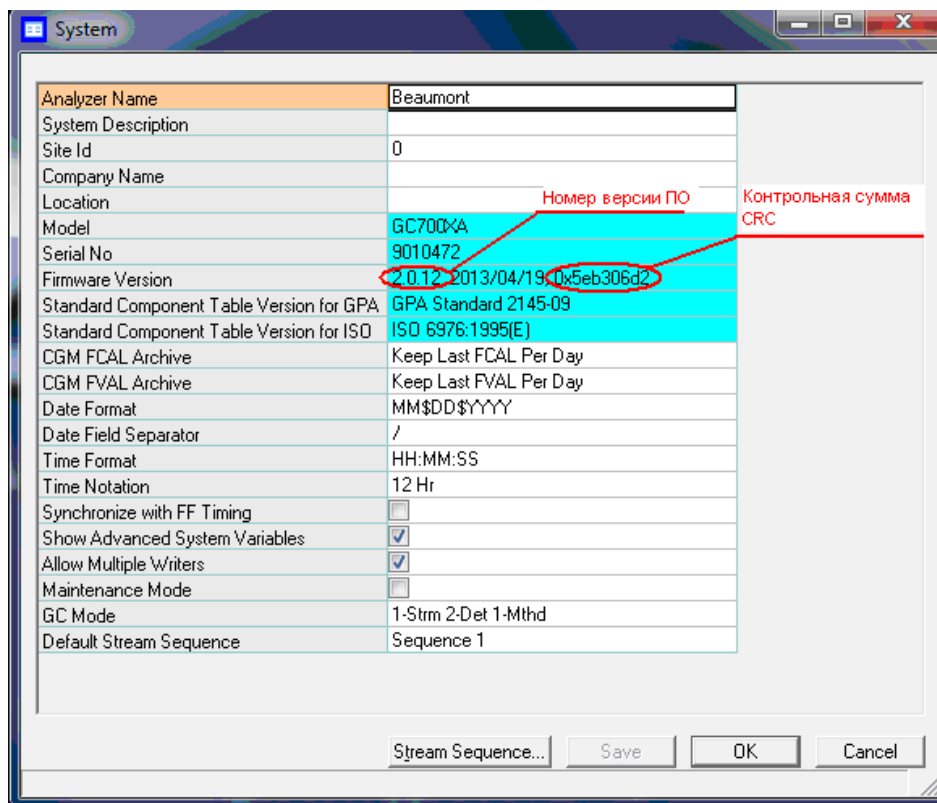 System
Analyzer Name Beaumont
System Description
Site Id 0
Company Name
Location
Номер версии ПО
Контрольная сумма
CRC
Model GC700XA
Serial No 9010472
Firmware Version 2.0.12, 2013/04/19, 0x5eb306d2
Standard Component Table Version for GPA GPA Standard 2145-09
Standard Component Table Version for ISO ISO 6976:1995(E)
CGM FCAL Archive Keep Last FCAL Per Day
CGM FVAL Archive Keep Last FVAL Per Day
Date Format MM$DD$YYYY
Date Field Separator /
Time Format HH:MM:SS
Time Notation 12 Hr
Synchronize with FF Timing
Show Advanced System Variables
Allow Multiple Writers
Maintenance Mode
GC Mode 1-Strm 2-Det 1-Mthd
Default Stream Sequence Sequence 1
Stream Sequence... Save OK Cancel